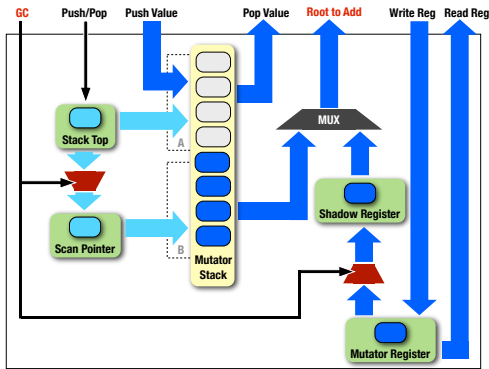 GC
Push/Pop
Push Value
Pop Value
Root to Add
Write Reg
Read Reg
MUX
Stack Top
A
Shadow Register
Scan Pointer
B
Mutator
Stack
Mutator Register